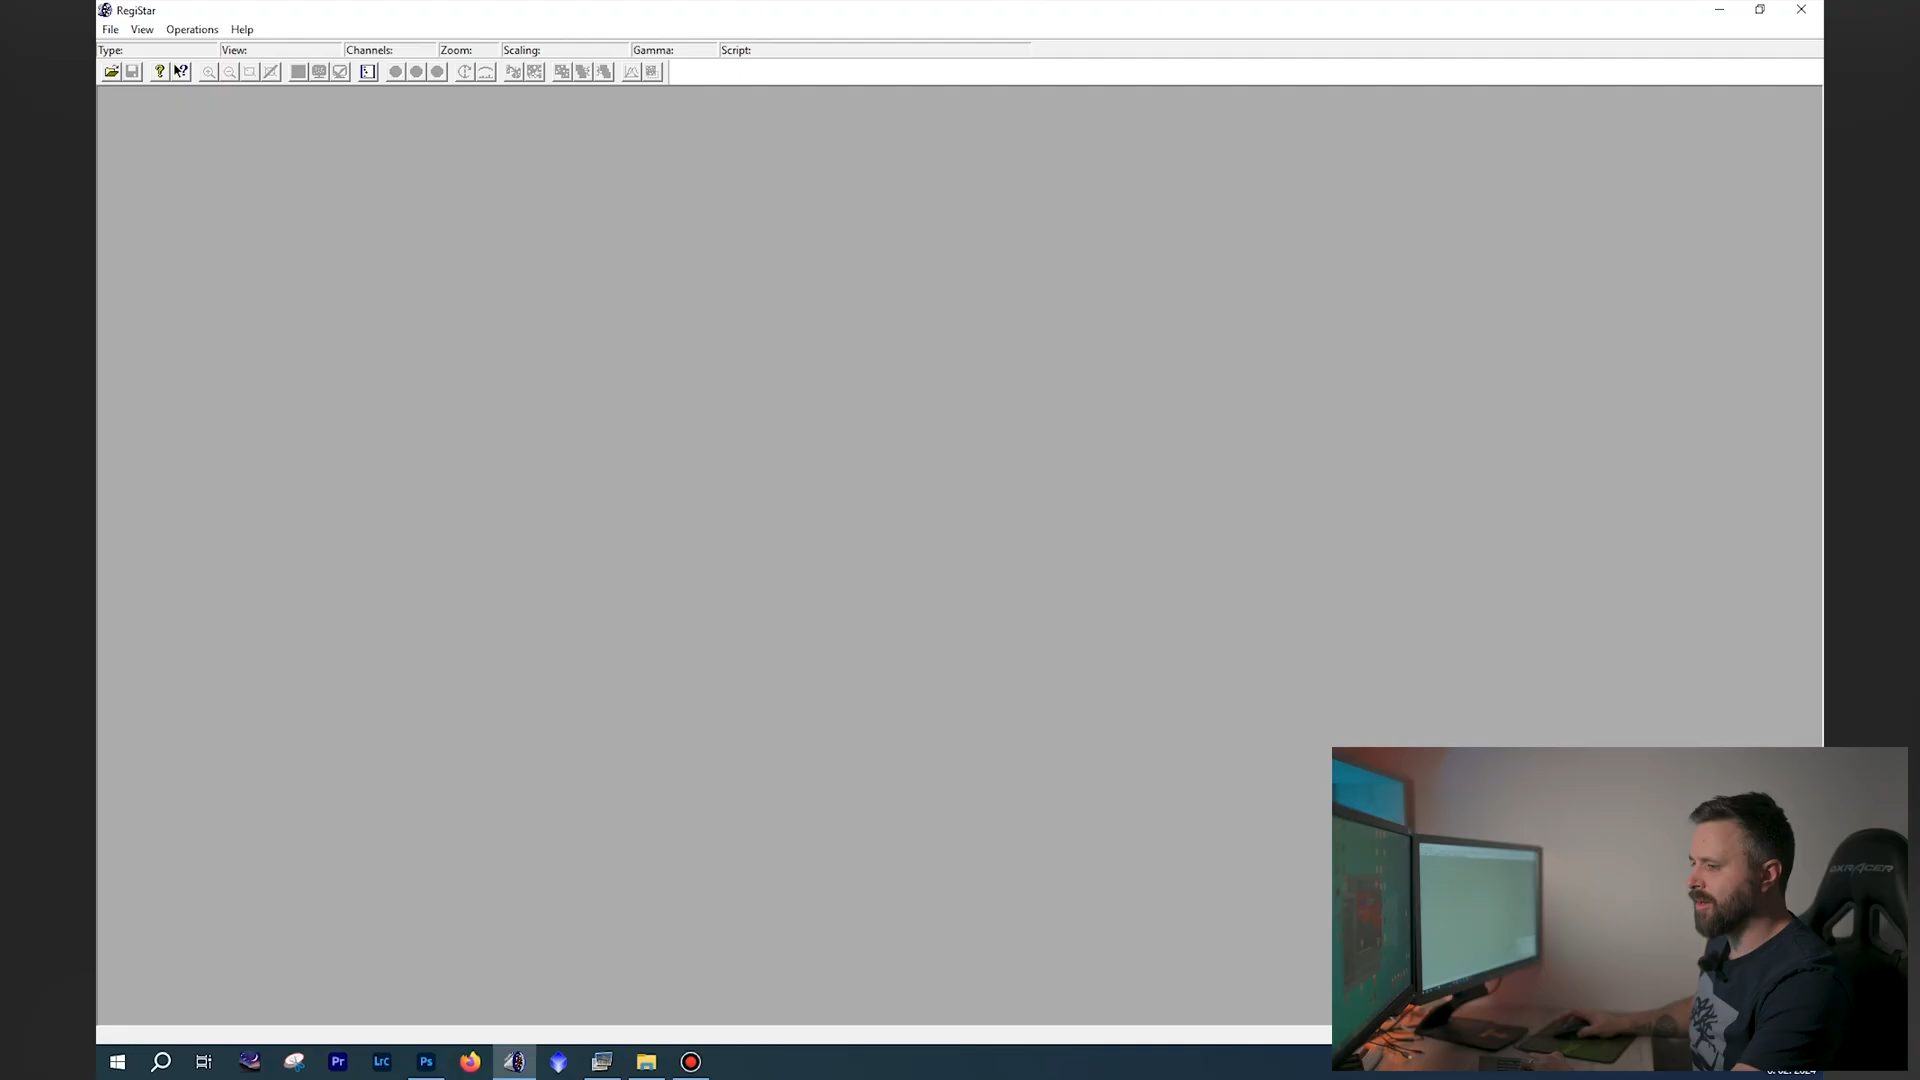 RegiStar
File View Operations Help
Type: View: Channels: Zoom: Scaling: Gamma: Script:
Pr LrC Ps